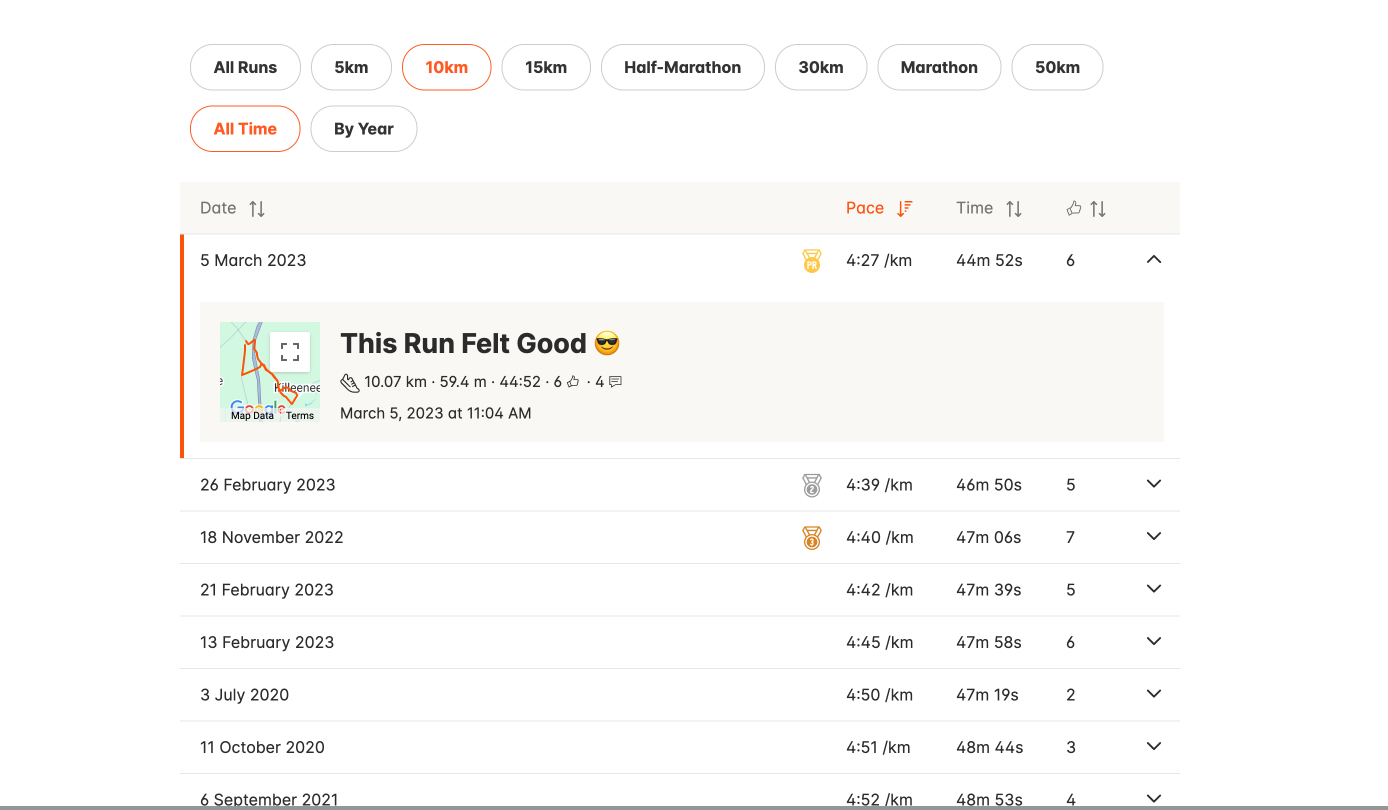 All Runs 5km 10km 15km Half-Marathon 30km Marathon 50km
All Time By Year
Date Pace Time
5 March 2023 PR 4:27 /km 44m 52s 6
This Run Felt Good 😎
10.07 km · 59.4 m · 44:52 · 6 · 4
March 5, 2023 at 11:04 AM
e
Killenee
Google
Map Data Terms
26 February 2023 2 4:39 /km 46m 50s 5
18 November 2022 3 4:40 /km 47m 06s 7
21 February 2023 4:42 /km 47m 39s 5
13 February 2023 4:45 /km 47m 58s 6
3 July 2020 4:50 /km 47m 19s 2
11 October 2020 4:51 /km 48m 44s 3
6 September 2021 4:52 /km 48m 53s 4